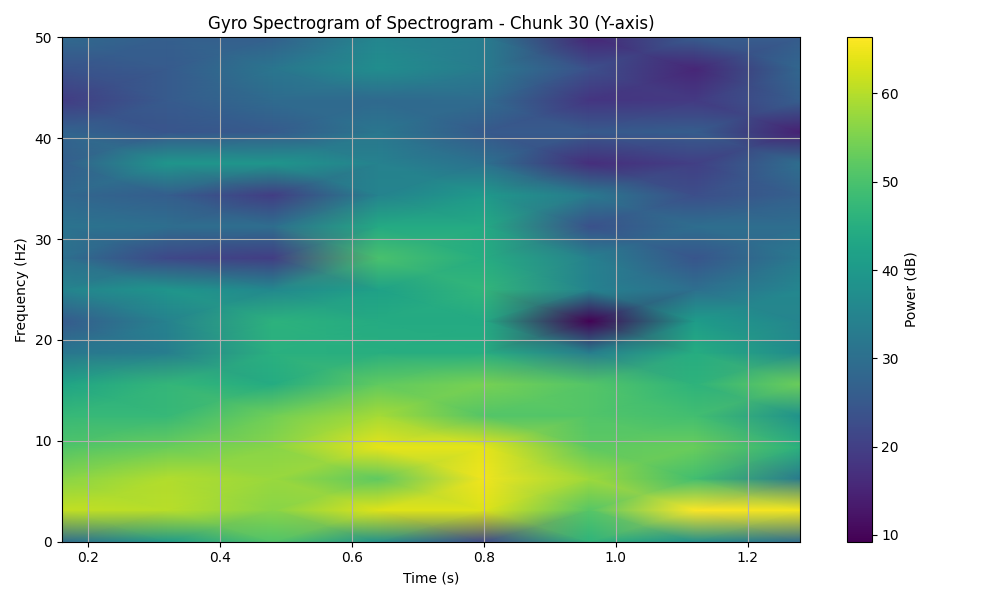 Gyro Spectrogram of Spectrogram - Chunk 30 (Y-axis)
50
40
30
20
10
0
Frequency (Hz)
0.2 0.4 0.6 0.8 1.0 1.2
Time (s)
60
50
40
30
20
10
Power (dB)